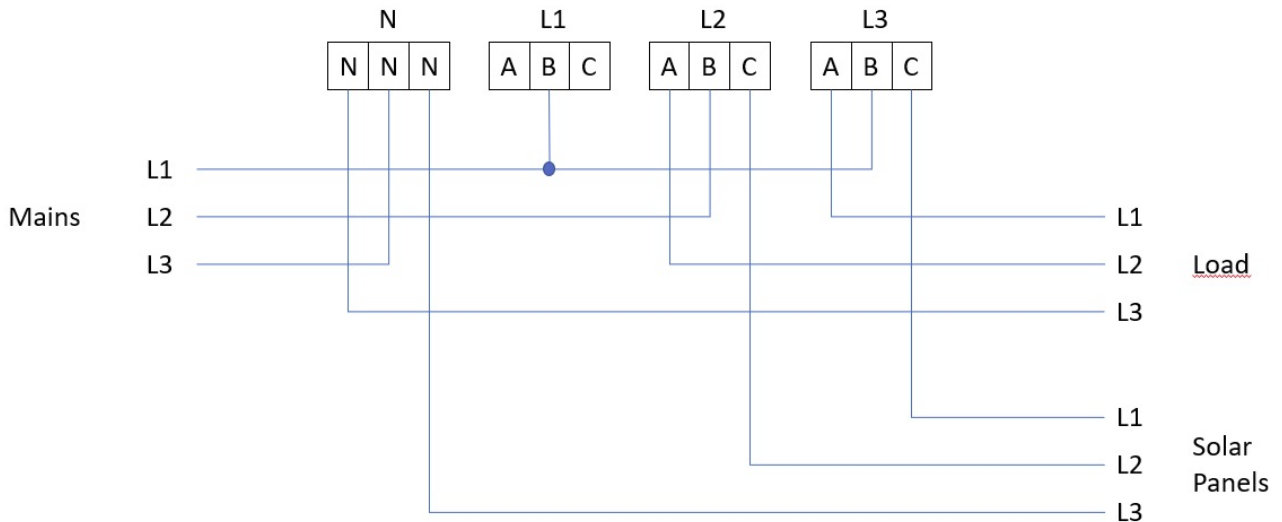 N L1 L2 L3
N N N A B C A B C A B C
L1
Mains L2 L1
L3 L2 Load
L3
L1
Solar
L2
Panels
L3